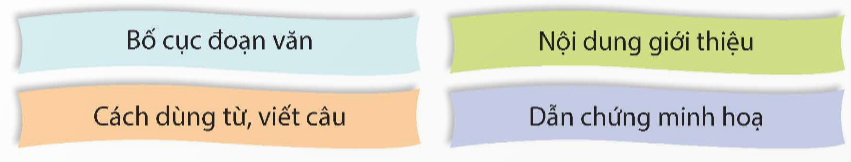 Bố cục đoạn văn
Nội dung giới thiệu
Cách dùng từ, viết câu
Dẫn chứng minh hoạ